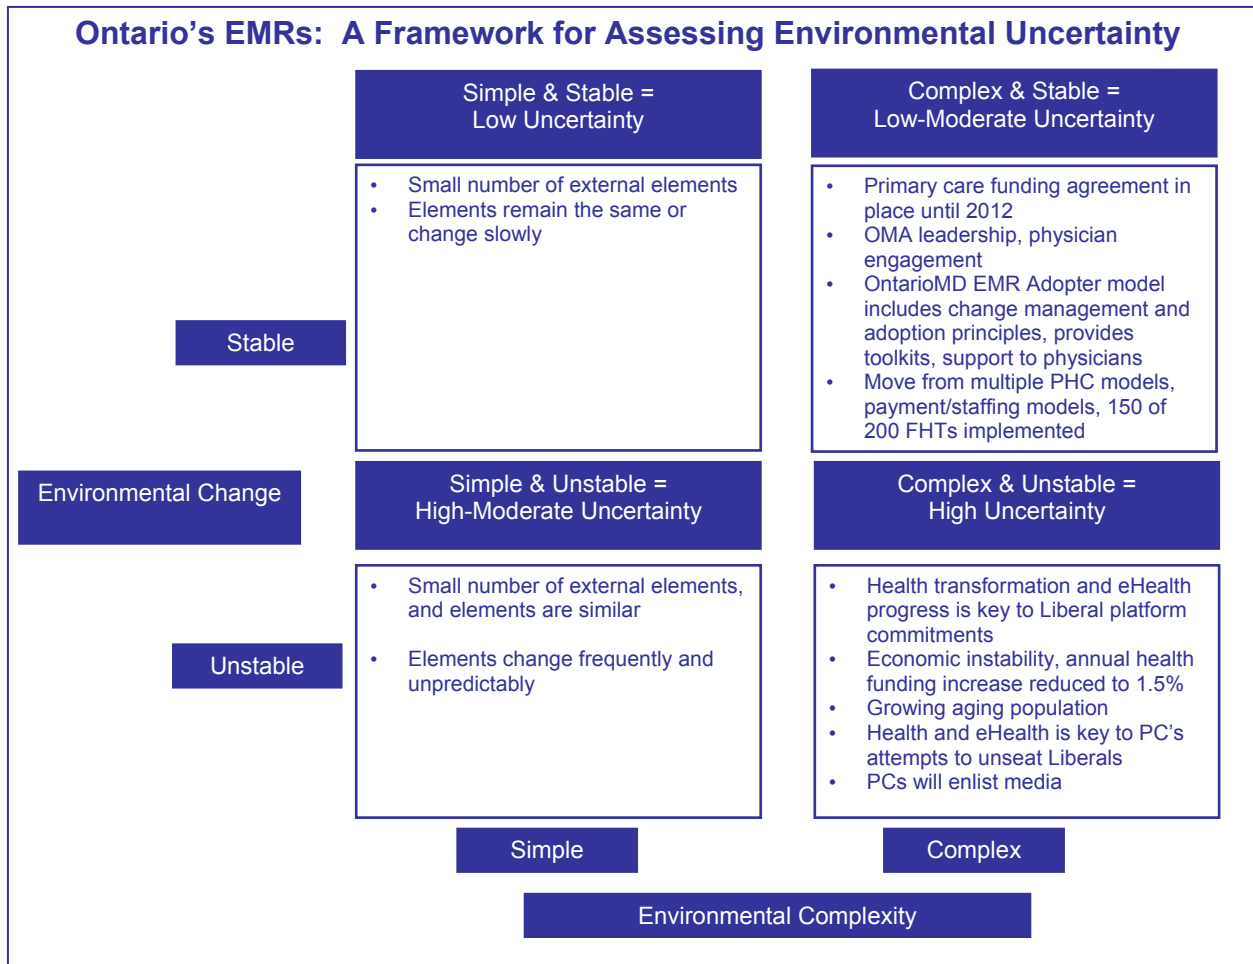 Ontario’s EMRs:  A Framework for Assessing Environmental Uncertainty
Simple & Stable =
Low Uncertainty
Complex & Stable =
Low-Moderate Uncertainty
• Small number of external elements
• Elements remain the same or
change slowly
• Primary care funding agreement in
place until 2012
• OMA leadership, physician
engagement
• OntarioMD EMR Adopter model
includes change management and
adoption principles, provides
toolkits, support to physicians
• Move from multiple PHC models,
payment/staffing models, 150 of
200 FHTs implemented
Stable
Environmental Change
Simple & Unstable =
High-Moderate Uncertainty
Complex & Unstable =
High Uncertainty
• Small number of external elements,
and elements are similar
• Elements change frequently and
unpredictably
• Health transformation and eHealth
progress is key to Liberal platform
commitments
• Economic instability, annual health
funding increase reduced to 1.5%
• Growing aging population
• Health and eHealth is key to PC’s
attempts to unseat Liberals
• PCs will enlist media
Unstable
Simple
Complex
Environmental Complexity